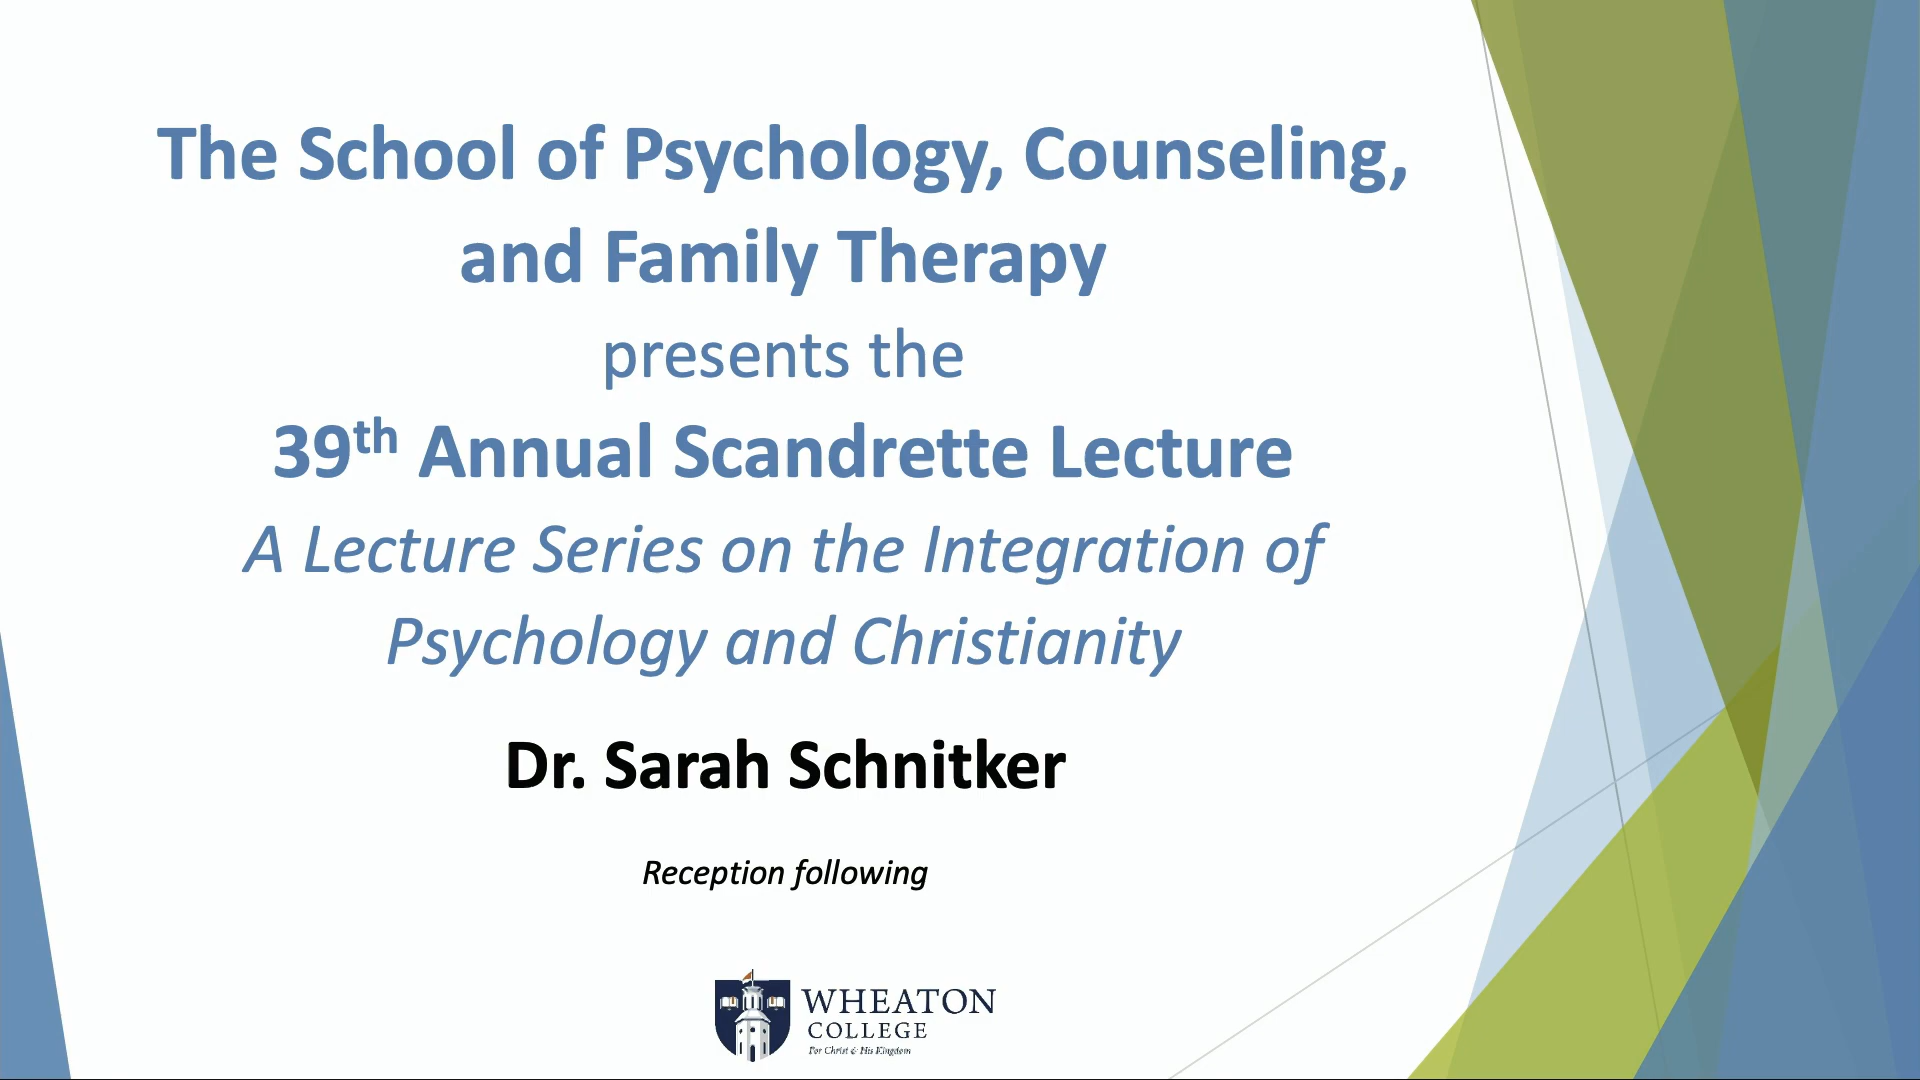 The School of Psychology, Counseling,
and Family Therapy
presents the
39th Annual Scandrette Lecture
A Lecture Series on the Integration of
Psychology and Christianity
Dr. Sarah Schnitker
Reception following
WHEATON
COLLEGE
For Christ & His Kingdom